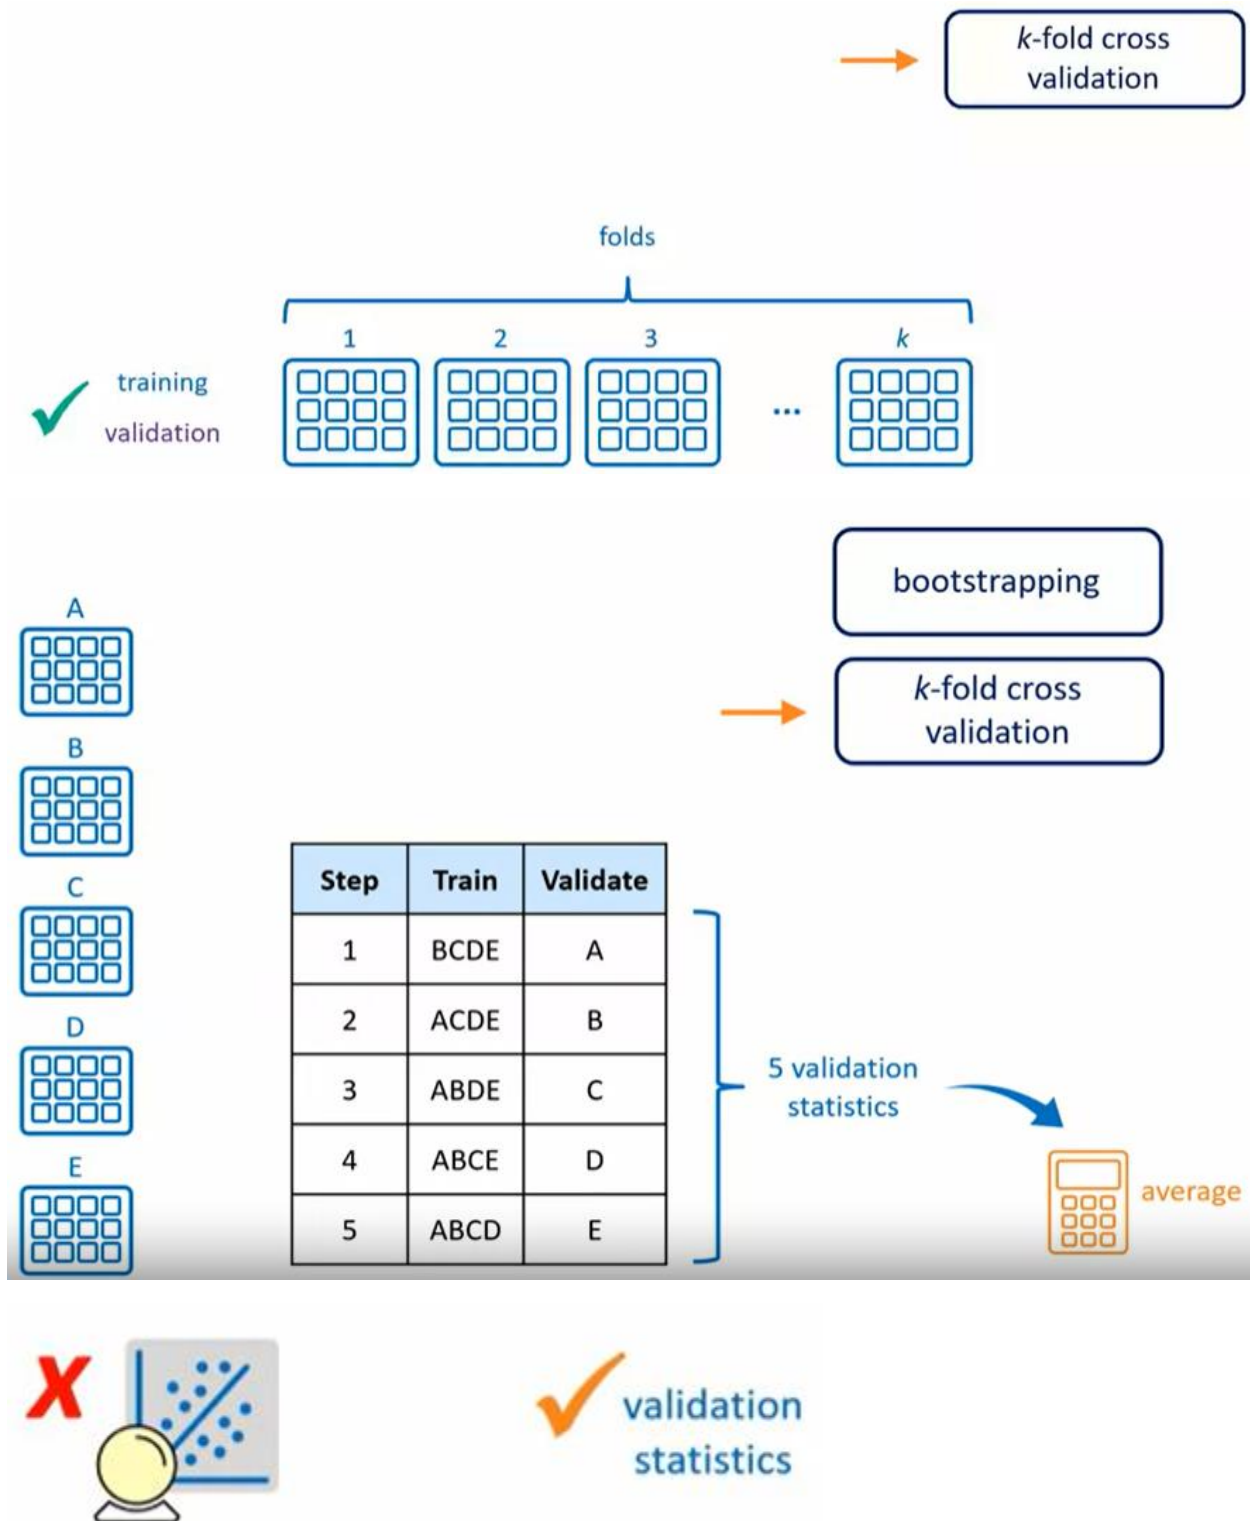 k-fold cross
validation
folds
1 2 3 k
training
validation
...
bootstrapping
k-fold cross
validation
A
B
C
D
E
Step Train Validate
1 BCDE A
2 ACDE B
3 ABDE C
4 ABCE D
5 ABCD E
5 validation
statistics
average
X
validation
statistics